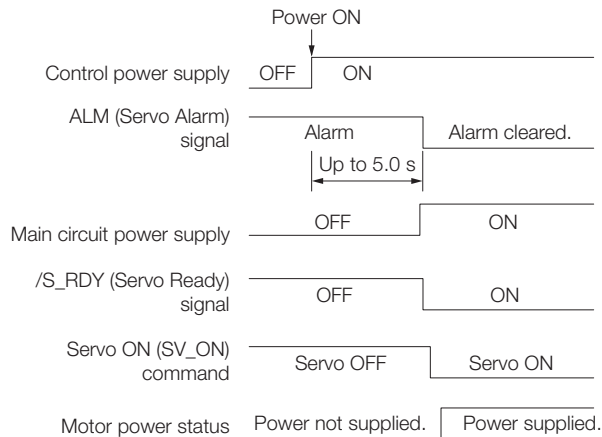 Power ON
Control power supply OFF ON
ALM (Servo Alarm)
signal
Alarm Alarm cleared.
Up to 5.0 s
Main circuit power supply OFF ON
/S_RDY (Servo Ready)
signal
OFF ON
Servo ON (SV_ON)
command
Servo OFF Servo ON
Motor power status Power not supplied. Power supplied.